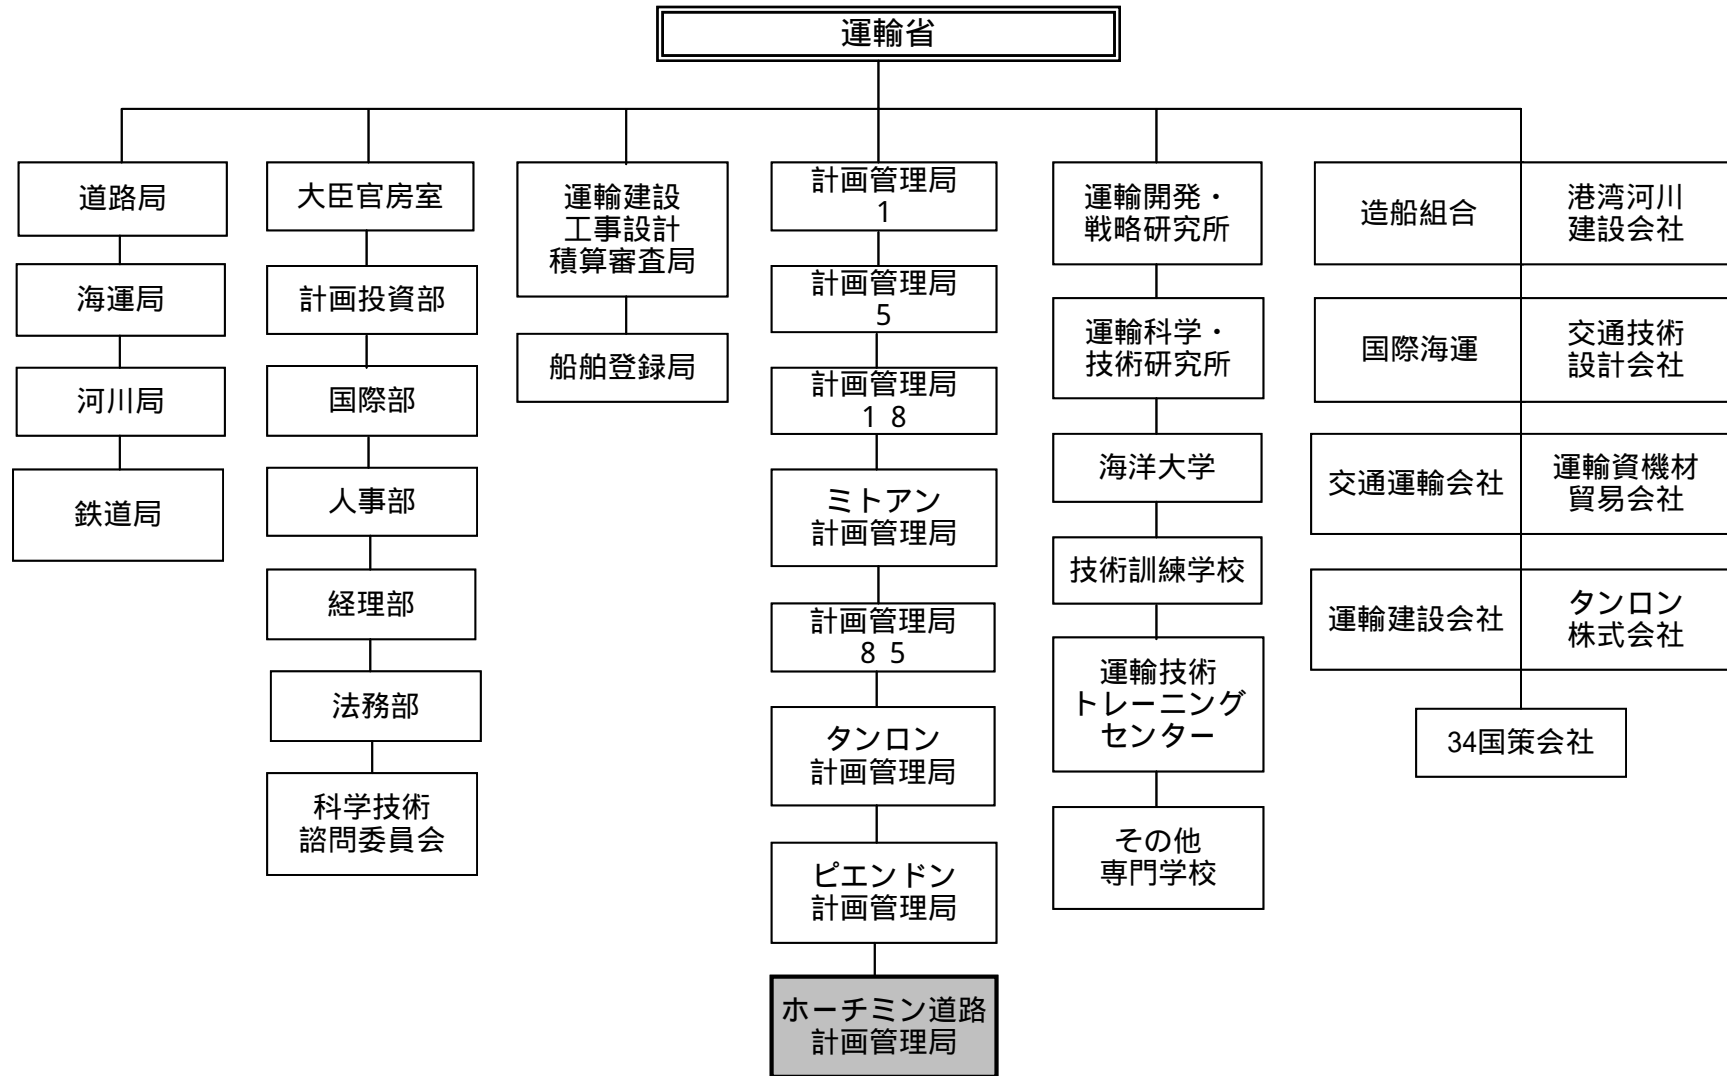 運輸省
道路局
海運局
河川局
鉄道局
大臣官房室
計画投資部
国際部
人事部
経理部
法務部
科学技術
諮問委員会
運輸建設
工事設計
積算審査局
船舶登録局
計画管理局
1
計画管理局
5
計画管理局
1 8
ミトアン
計画管理局
計画管理局
8 5
タンロン
計画管理局
ピエンドン
計画管理局
ホーチミン道路
計画管理局
運輸開発・
戦略研究所
運輸科学・
技術研究所
海洋大学
技術訓練学校
運輸技術
トレーニング
センター
その他
専門学校
造船組合
国際海運
交通運輸会社
運輸建設会社
港湾河川
建設会社
交通技術
設計会社
運輸資機材
貿易会社
タンロン
株式会社
34国策会社